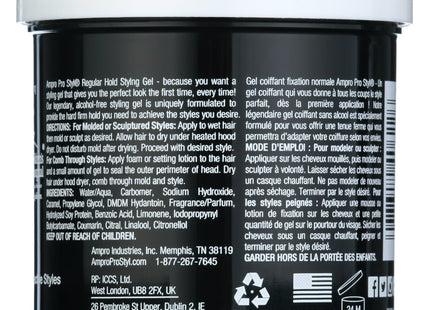 Ampro Pro Styl® Regular Hold Styling Gel - because you want a
styling gel that gives you the perfect look the first time, every time!
Our legendary, alcohol-free styling gel is uniquely formulated to
provide the hard firm hold you need to achieve the styles you desire.
DIRECTIONS: For Molded or Sculptured Styles: Apply to wet hair
then mold or sculpt as desired. Allow hair to dry under heated hood
dryer. Do not disturb mold after drying. Proceed with desired style.
For Comb Through Styles: Apply foam or setting lotion to the hair
and a small amount of gel to seal the outer perimeter of head. Dry
hair under hood dryer, comb through mold and style.
INGREDIENTS: Water/Aqua, Carbomer, Sodium Hydroxide,
Caramel, Propylene Glycol, DMDM Hydantoin, Fragrance/Parfum,
Hydrolyzed Soy Protein, Benzoic Acid, Limonene, Iodopropynyl
Butylcarbamate, Coumarin, Citral, Linalool, Citronellol
KEEP OUT OF REACH OF CHILDREN.
Ampro Industries, Inc. Memphis, TN 38119
AmproProStyl.com 1-877-267-7645
Styles
RP: ICCS, Ltd.
West London, UB8 2FX, UK
26 Pembroke St Upper, Dublin 2, IE
Gel coiffant fixation normale Ampro Pro Styl® - Un
gel coiffant qui vous donne à tous les coups le style
parfait, dès la première application ! Notre
légendaire gel coiffant sans alcool est spécialement
formulé pour vous offrir une tenue ferme qui vous
permettra d'obtenir les styles que vous désirez.
MODE D'EMPLOI : Pour modeler ou sculpter :
Appliquer sur les cheveux mouillés, puis modeler ou
sculpter à volonté. Laisser sécher les cheveux sous
un casque chauffant. Ne pas déranger le moule
après séchage. Terminer par le style désiré. Pour
les styles peignés : Appliquer une mousse ou
lotion de fixation sur les cheveux et une petite
quantité de gel sur le pourtour du visage. Sécher les
cheveux sous un casque chauffant, peigner et
terminer par le style désiré.
GARDER HORS DE LA PORTÉE DES ENFANTS.
24 M